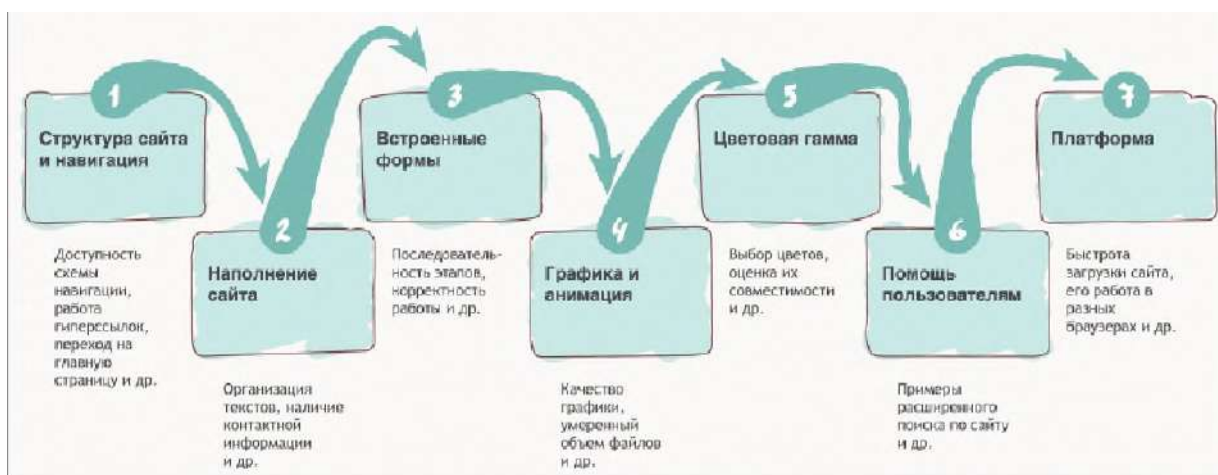 1
Структура сайта
и навигация
Доступность
схемы
навигации,
работа
гиперссылок,
переход на
главную
страницу и др.
2
Наполнение
сайта
Организация
текстов, наличие
контактной
информации
и др.
3
Встроенные
формы
Последователь-
ность этапов,
корректность
работы и др.
4
Графика и
анимация
Качество
графики,
умеренный
объем файлов
и др.
5
Цветовая гамма
Выбор цветов,
оценка их
совместимости
и др.
6
Помощь
пользователям
Примеры
расширенного
поиска по сайту
и др.
7
Платформа
Быстрота
загрузки сайта,
его работа в
разных
браузерах и др.